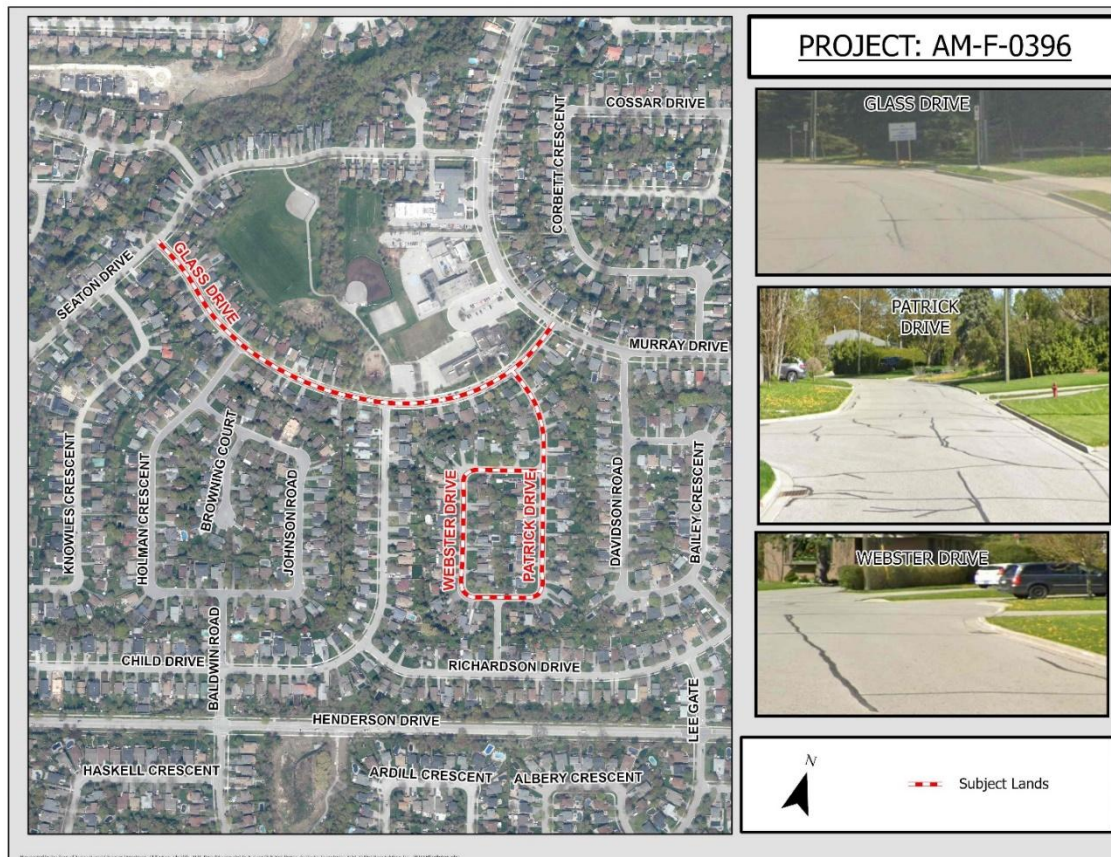 PROJECT: AM-F-0396
COSSAR DRIVE
CORBETT CRESCENT
SEATON DRIVE
GLASS DRIVE
MURRAY DRIVE
KNOWLES CRESCENT
HOLMAN CRESCENT
BROWNING COURT
JOHNSON ROAD
WEBSTER DRIVE
PATRICK DRIVE
DAVIDSON ROAD
BAILEY CRESCENT
CHILD DRIVE
BALDWIN ROAD
RICHARDSON DRIVE
LEE GATE
HENDERSON DRIVE
HASKELL CRESCENT
ARDILL CRESCENT
ALBERY CRESCENT
GLASS DRIVE
PATRICK
DRIVE
WEBSTER DRIVE
N
Subject Lands